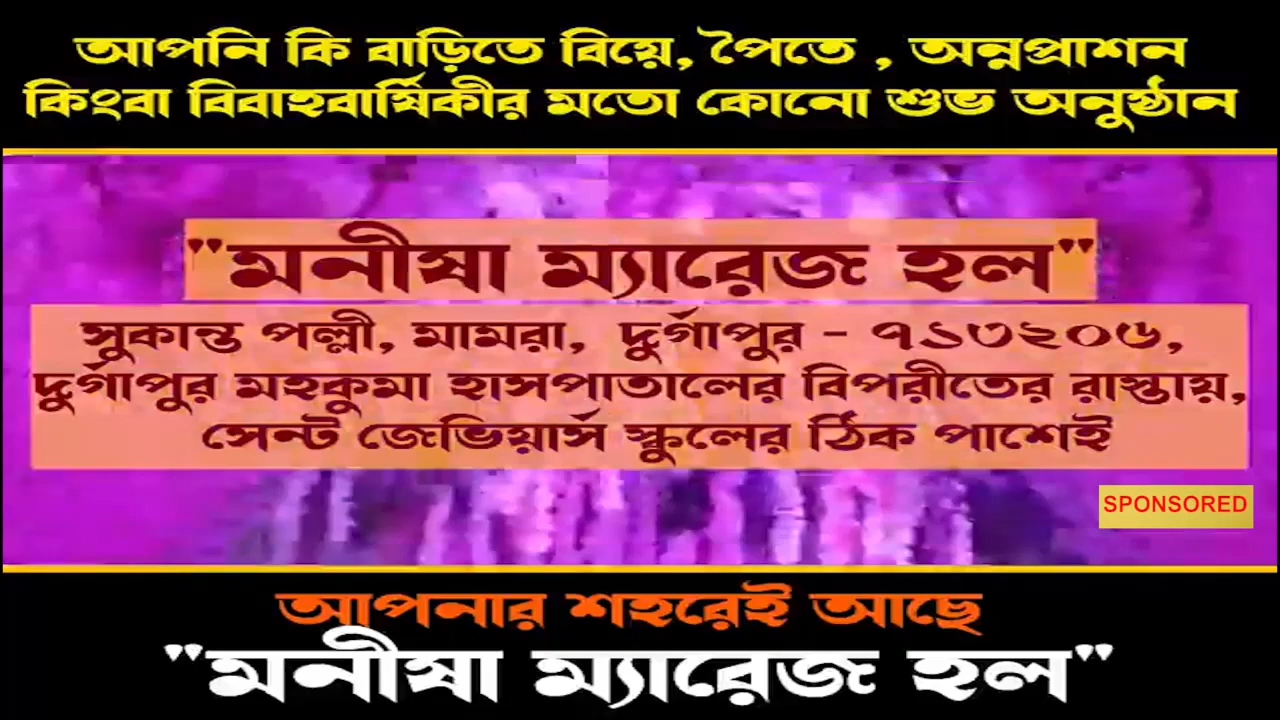 আপনি কি বাড়িতে বিয়ে, পৈতে , অন্নপ্রাশন
কিংবা বিবাহবার্ষিকীর মতো কোনো শুভ অনুষ্ঠান
"মনীষা ম্যারেজ হল"
সুকান্ত পল্লী, মামরা, দুর্গাপুর - ৭১৩২০৬,
দুর্গাপুর মহকুমা হাসপাতালের বিপরীতের রাস্তায়,
সেন্ট জেভিয়ার্স স্কুলের ঠিক পাশেই
SPONSORED
আপনার শহরেই আছে
"মনীষা ম্যারেজ হল"